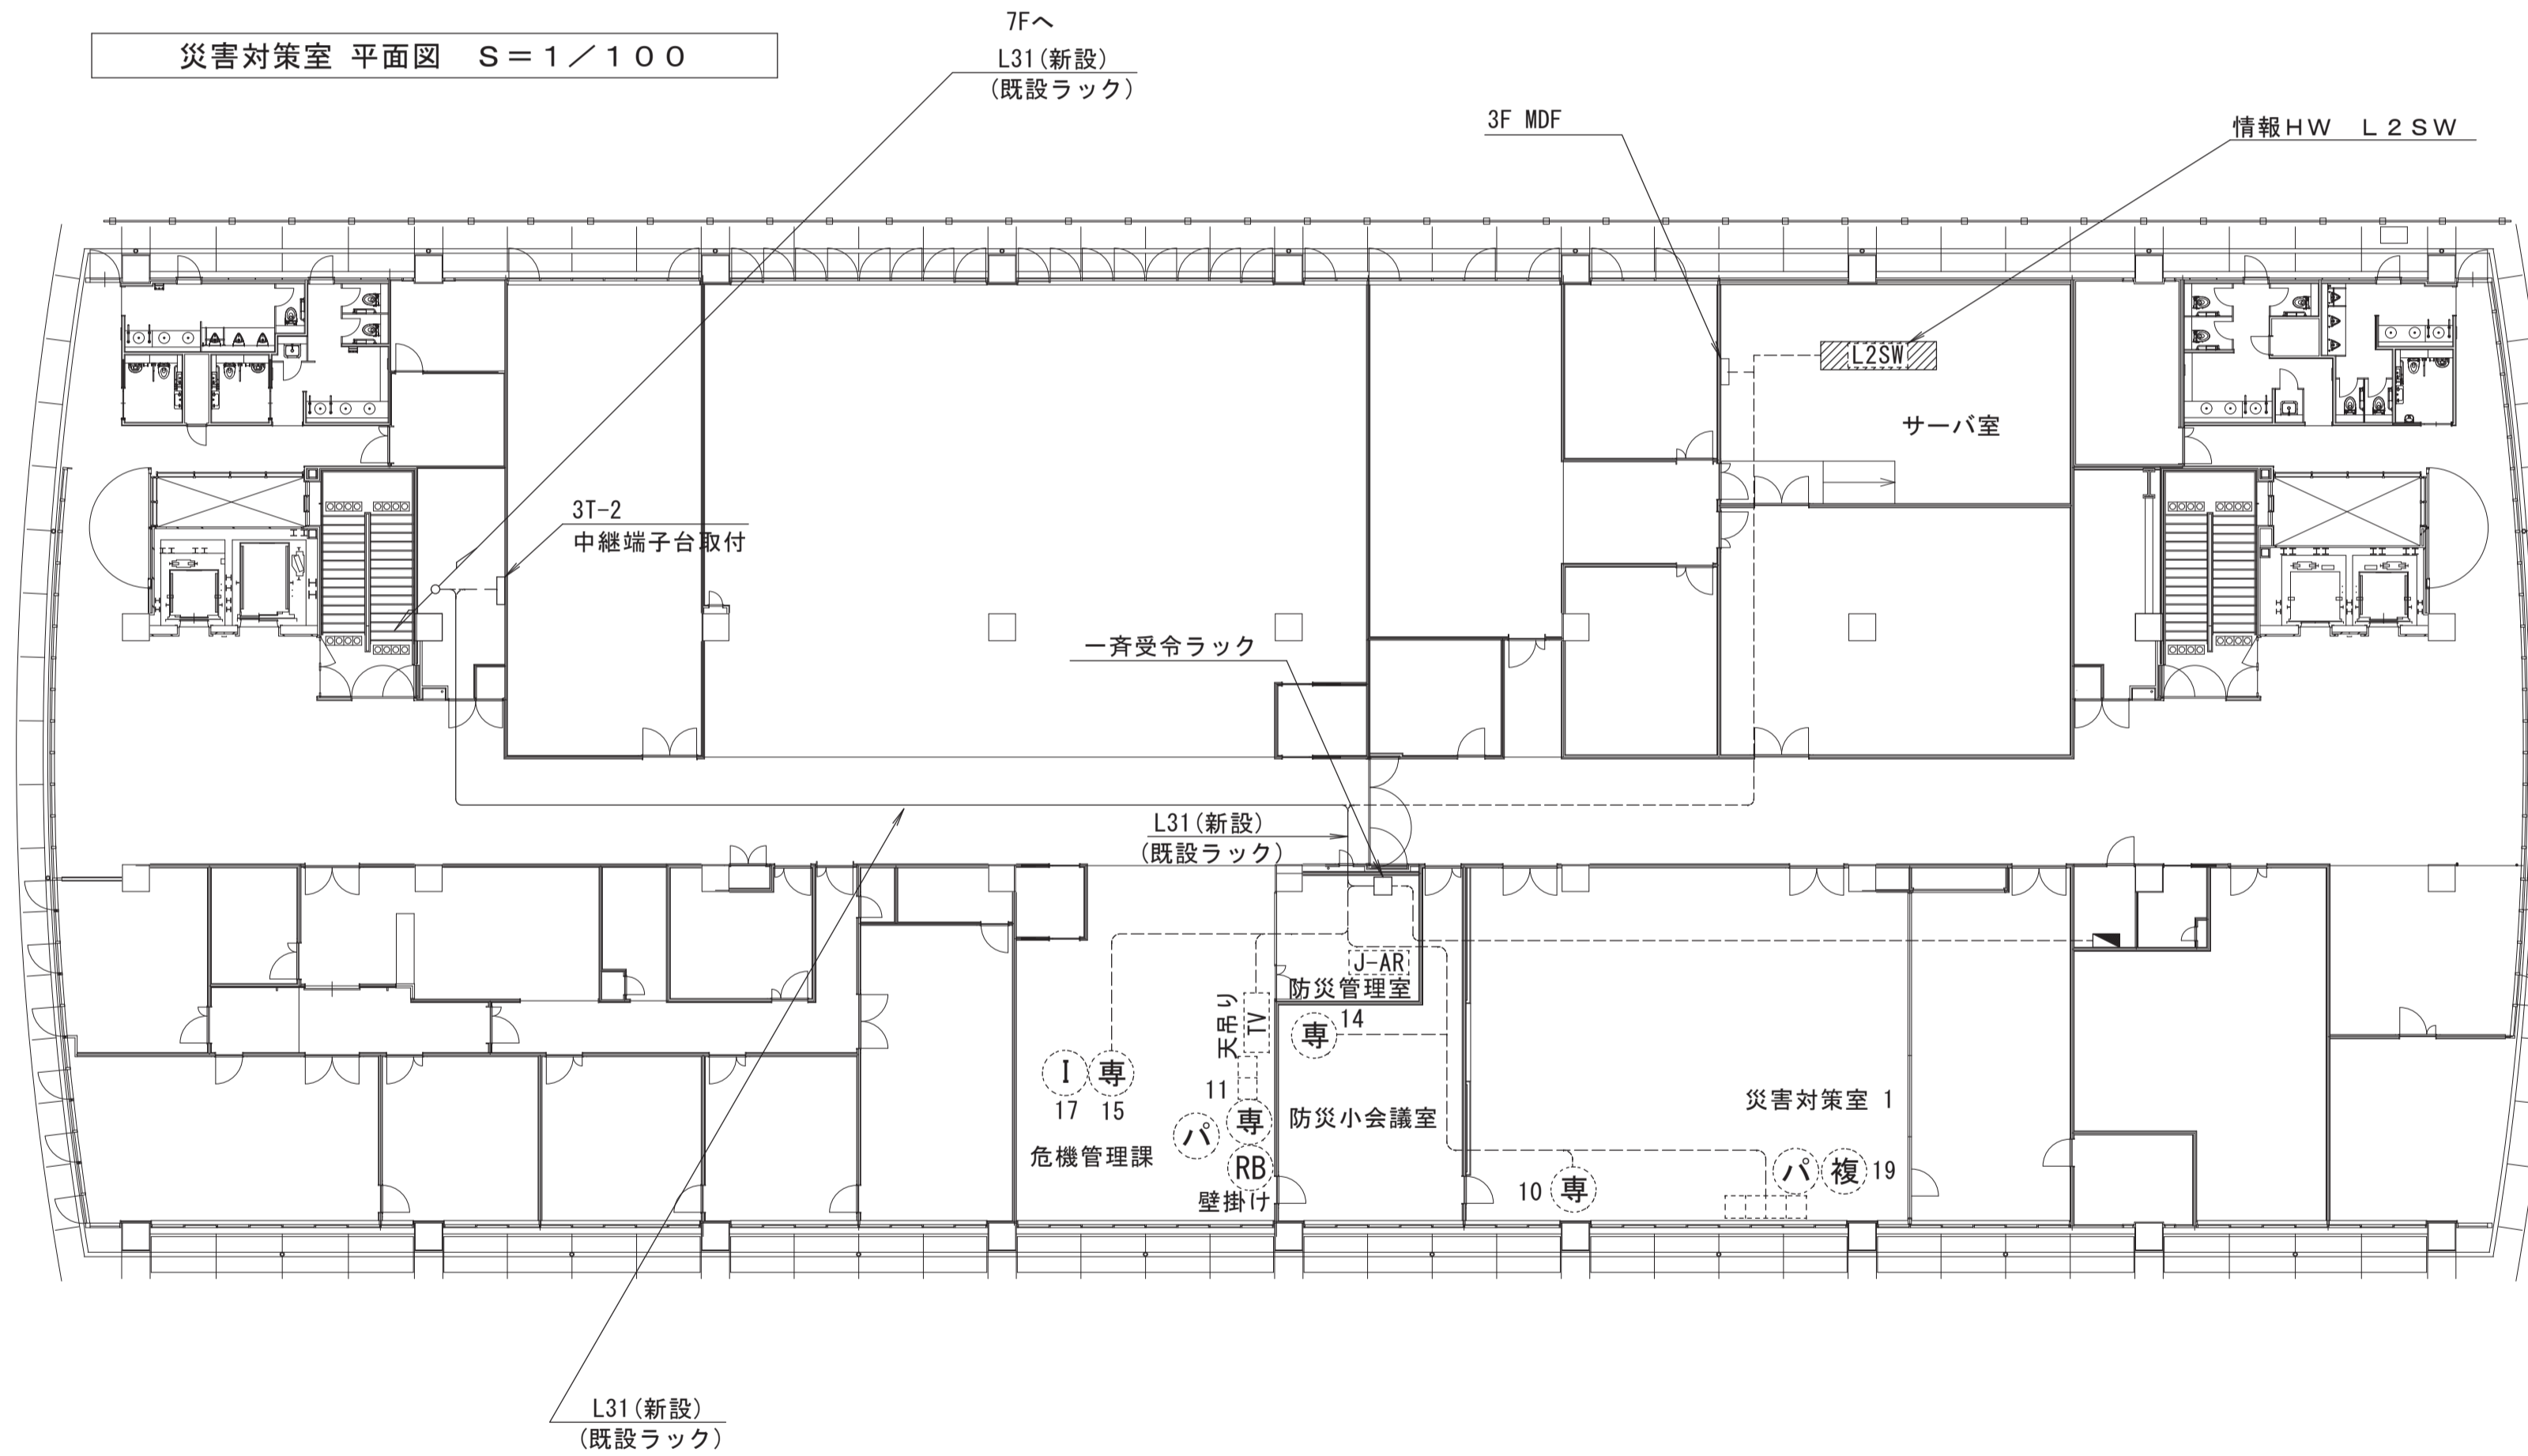 7Fへ
災害対策室 平面図 S=1/100
L31(新設)
(既設ラック)
3F MDF
情報HW L2SW
L2SW
サーバ室
3T-2
中継端子台取付
一斉受令ラック
L31(新設)
(既設ラック)
J-AR
防災管理室
天吊り
TV
専 14
I 専
17 15
11
専
パ
RB
壁掛け
危機管理課
防災小会議室
災害対策室 1
10 専
パ 複 19
L31(新設)
(既設ラック)